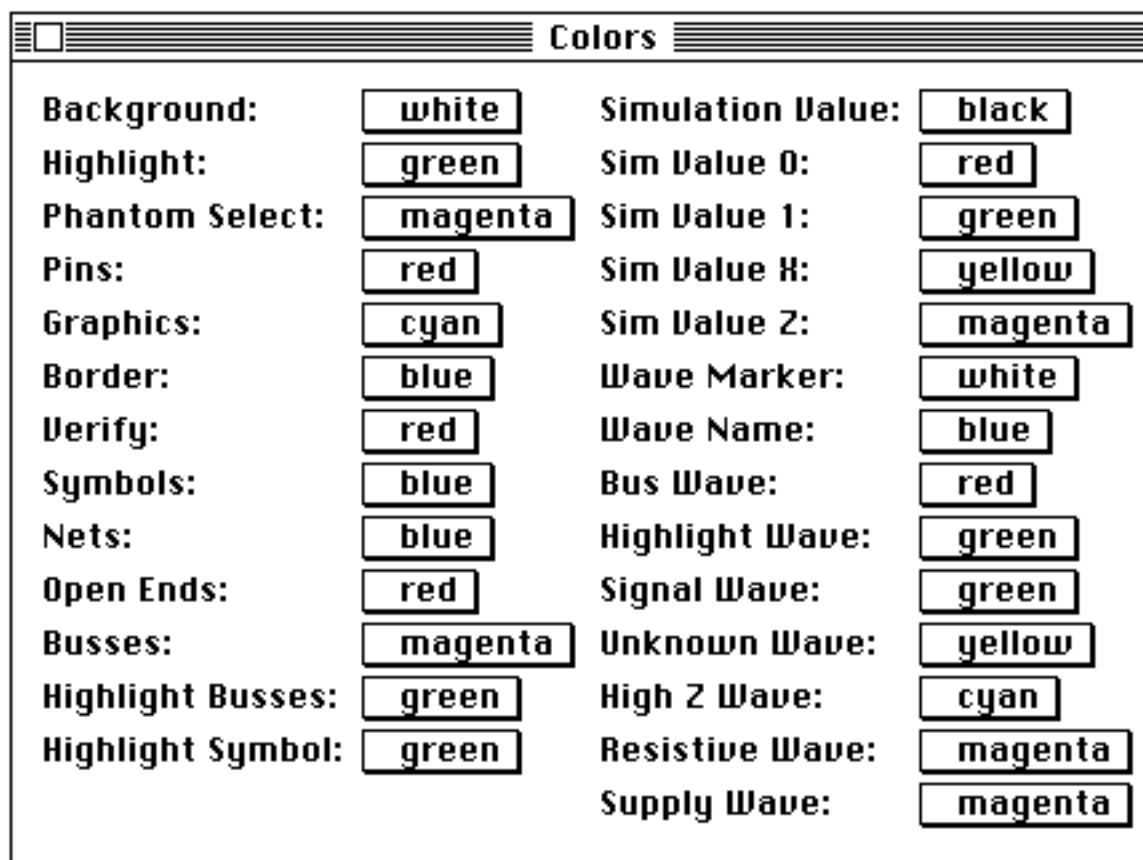 Colors
Background: white
Highlight: green
Phantom Select: magenta
Pins: red
Graphics: cyan
Border: blue
Verify: red
Symbols: blue
Nets: blue
Open Ends: red
Busses: magenta
Highlight Busses: green
Highlight Symbol: green
Simulation Value: black
Sim Value 0: red
Sim Value 1: green
Sim Value X: yellow
Sim Value Z: magenta
Wave Marker: white
Wave Name: blue
Bus Wave: red
Highlight Wave: green
Signal Wave: green
Unknown Wave: yellow
High Z Wave: cyan
Resistive Wave: magenta
Supply Wave: magenta